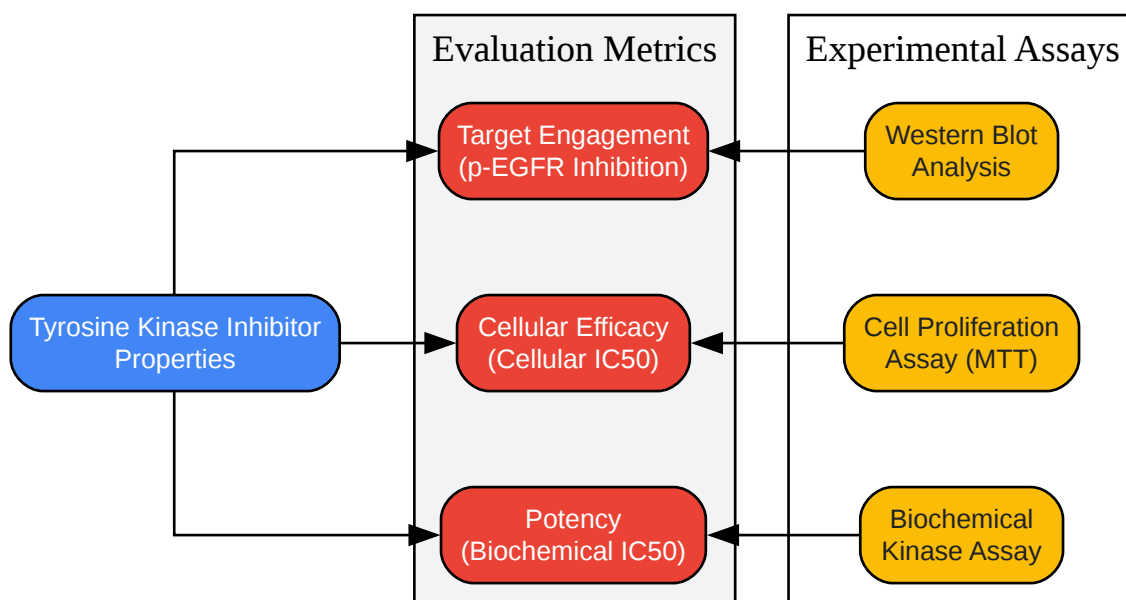 Evaluation Metrics
Experimental Assays
Target Engagement
(p-EGFR Inhibition)
Western Blot
Analysis
Tyrosine Kinase Inhibitor
Properties
Cellular Efficacy
(Cellular IC50)
Cell Proliferation
Assay (MTT)
Potency
(Biochemical IC50)
Biochemical
Kinase Assay